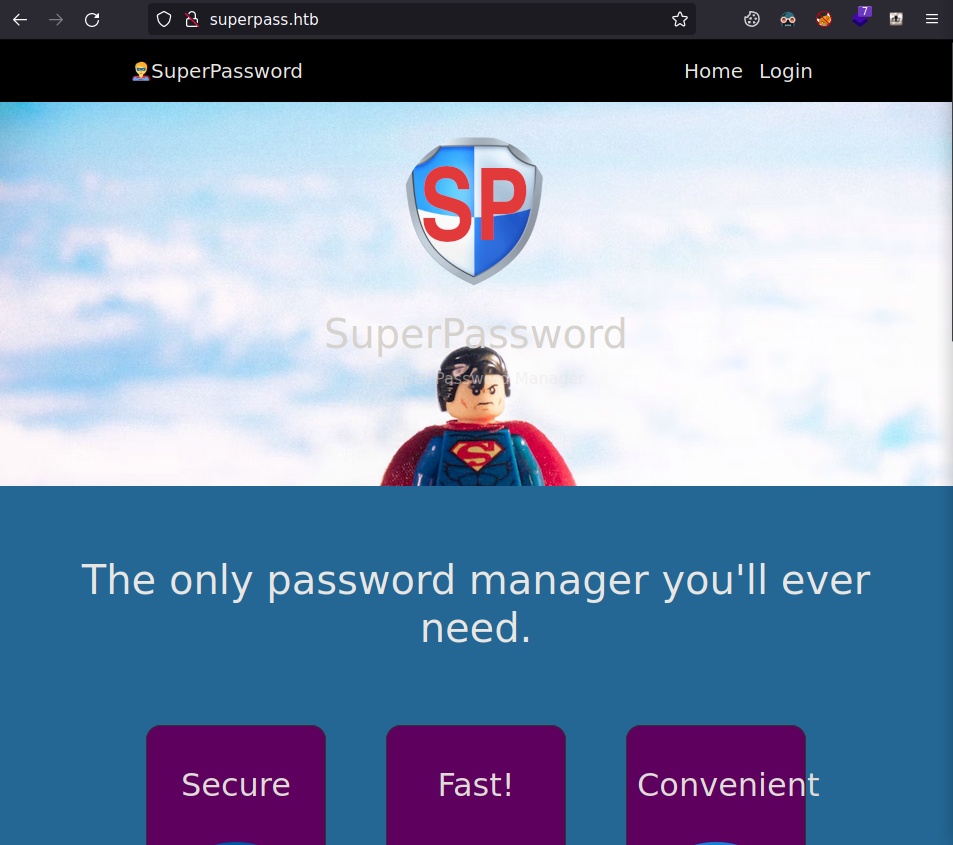 superpass.htb
7
SuperPassword
Home
Login
SP
SuperPassword
Password Manager
The only password manager you'll ever
need.
Secure
Fast!
Convenient